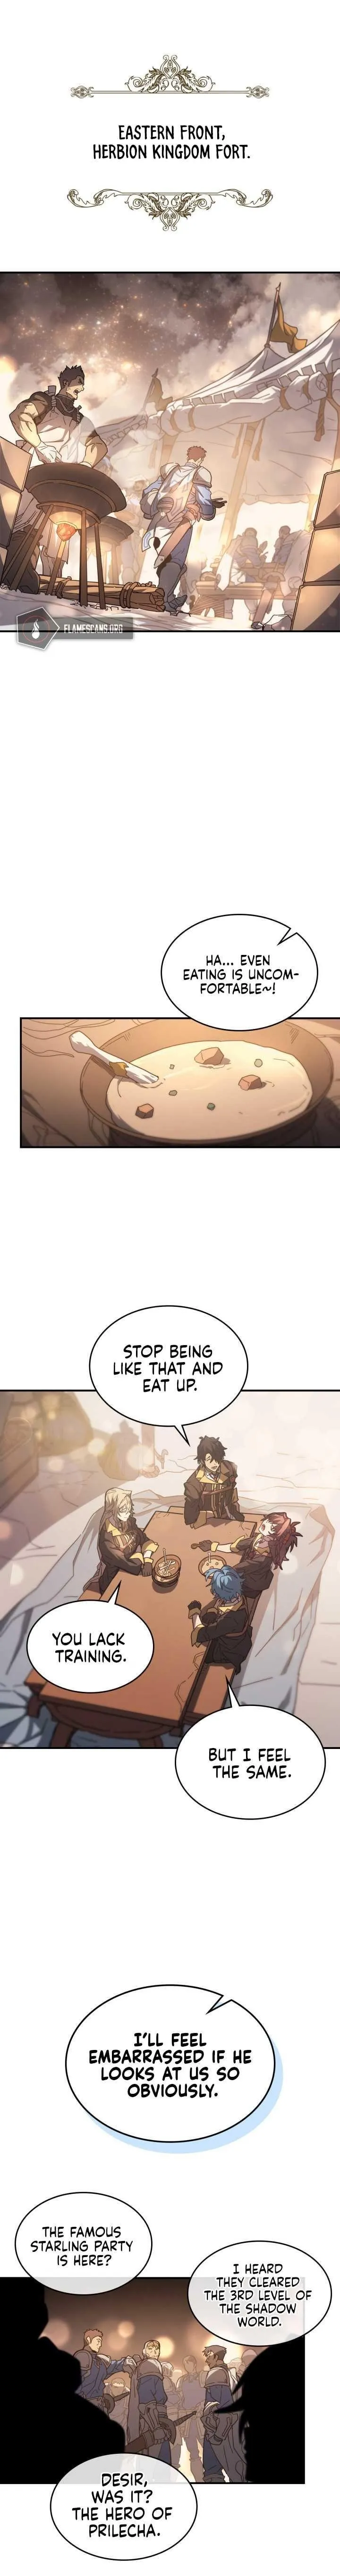 EASTERN FRONT,
HERBION KINGDOM FORT.
FLAMESCANS.ORG
HA... EVEN
EATING IS UNCOM-
FORTABLE~!
STOP BEING
LIKE THAT AND
EAT UP.
YOU LACK
TRAINING.
BUT I FEEL
THE SAME.
I'LL FEEL
EMBARRASSED IF HE
LOOKS AT US SO
OBVIOUSLY.
THE FAMOUS
STARLING PARTY
IS HERE?
I HEARD
THEY CLEARED
THE 3RD LEVEL OF
THE SHADOW
WORLD.
DESIR,
WAS IT?
THE HERO OF
PRILECHA.